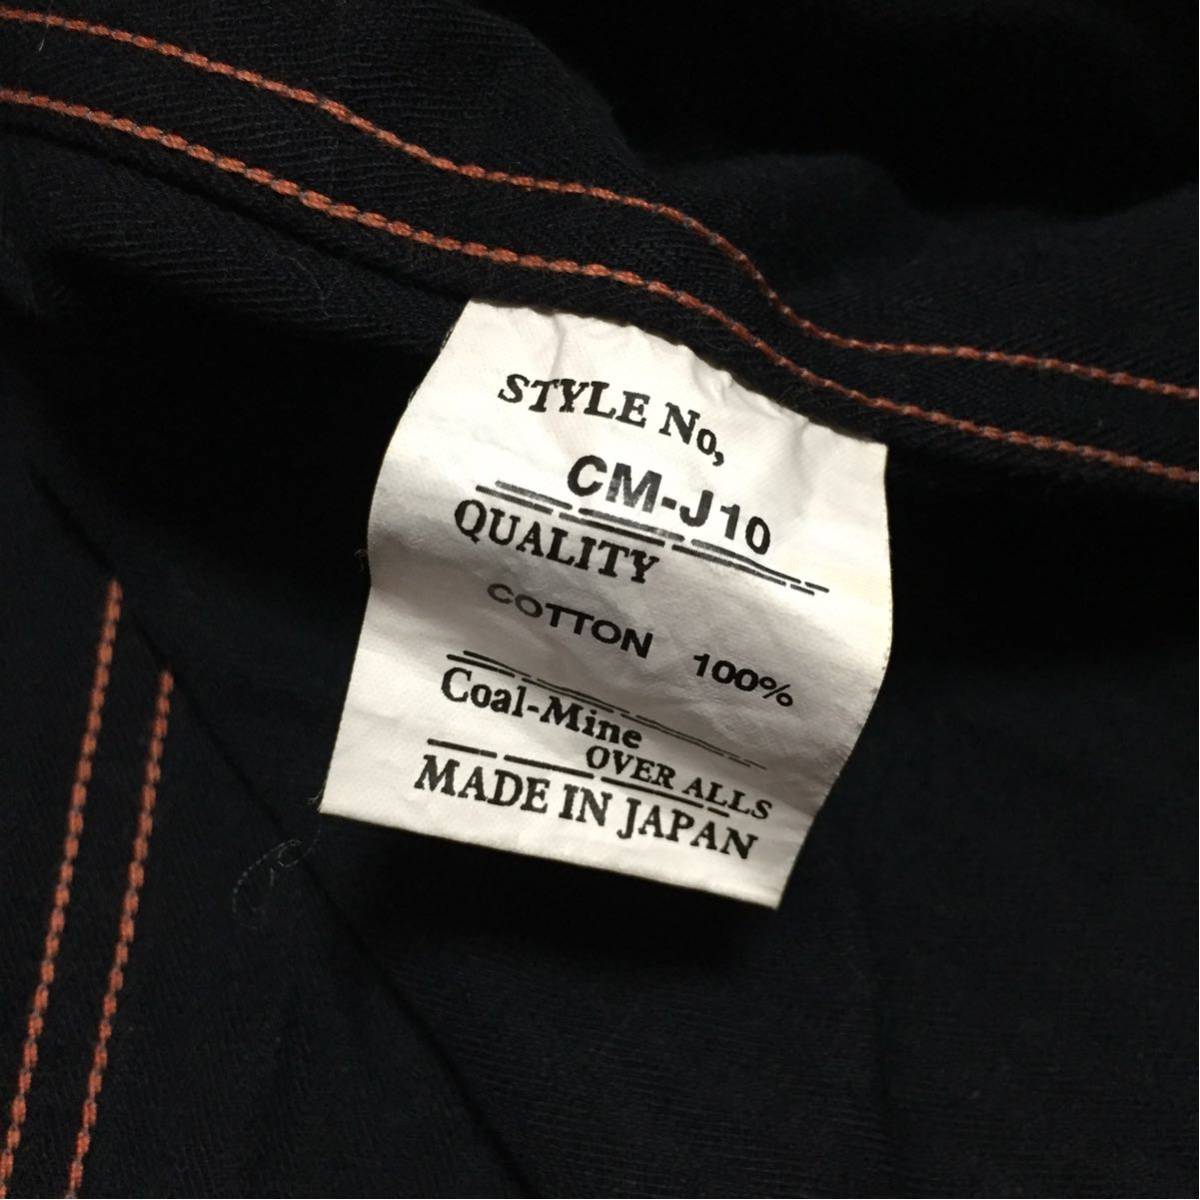 STYLE No,
CM-J10
QUALITY
COTTON 100%
Coal-Mine
OVER ALLS
MADE IN JAPAN